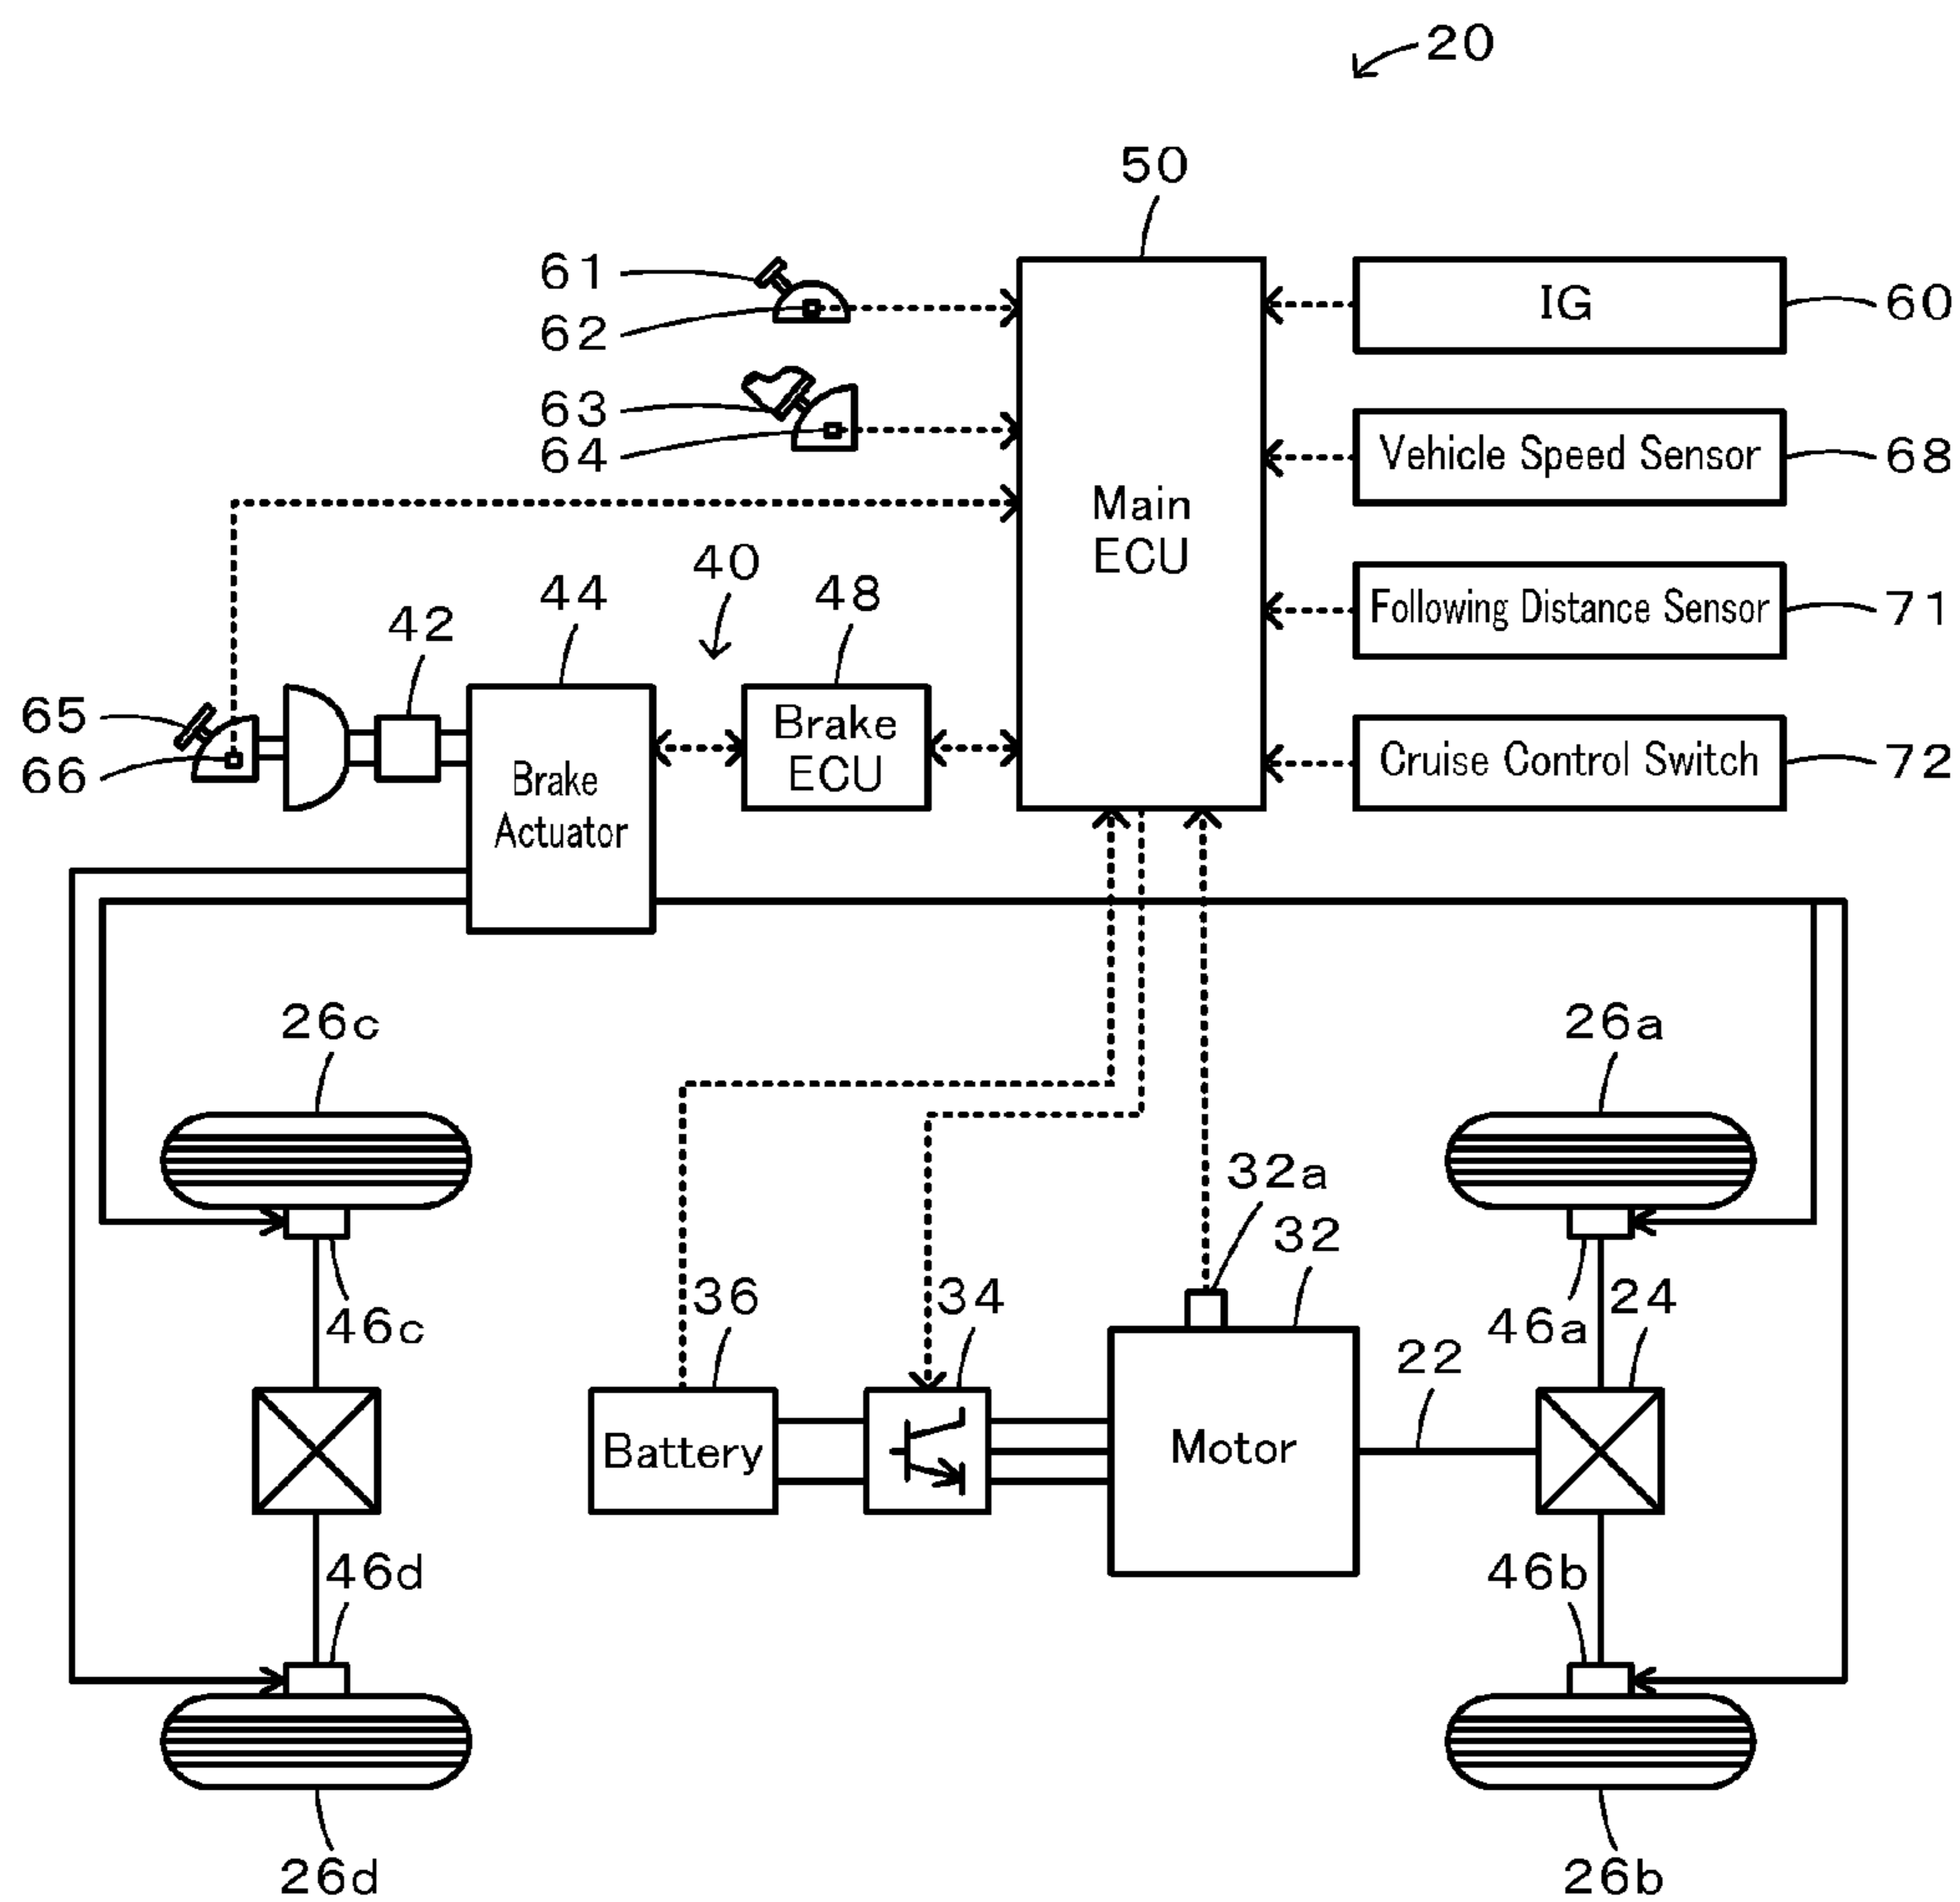 20
50
61
62
IG
60
63
64
Vehicle Speed Sensor
68
Main
ECU
40
44
48
42
Following Distance Sensor
71
65
66
Brake
ECU
Brake
Actuator
Cruise Control Switch
72
26c
26a
32a
32
36
34
46c
46a
24
22
Battery
Motor
46d
46b
26d
26b